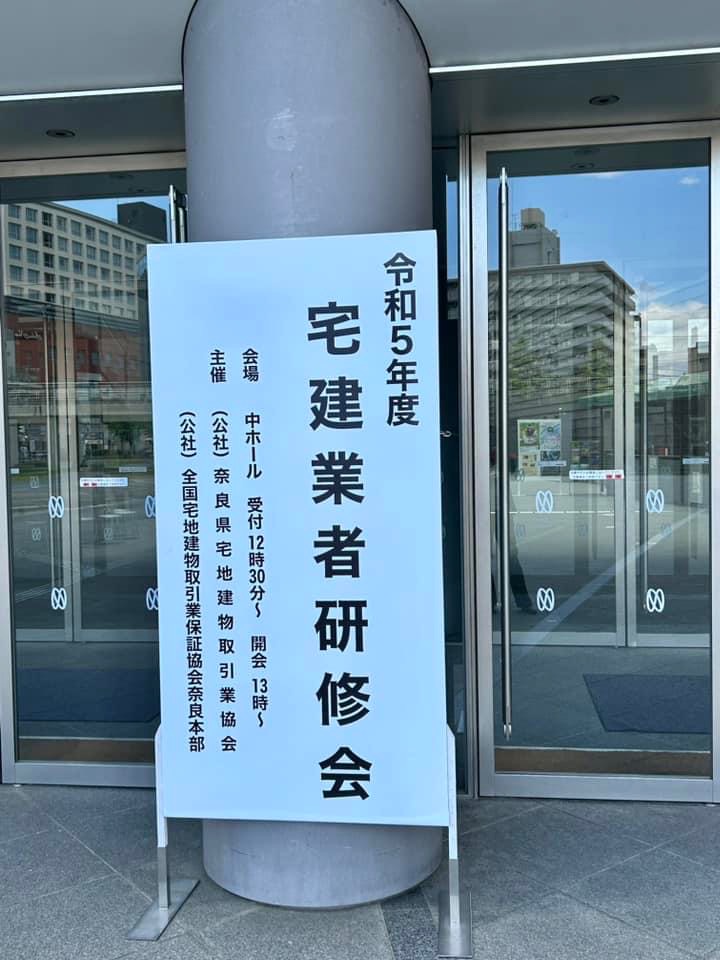 令和5年度
宅建業者研修会
会場 中ホール 受付 12時30分〜 開会 13時〜
主催 (公社)奈良県宅地建物取引業協会
(公社)全国宅地建物取引業保証協会奈良本部